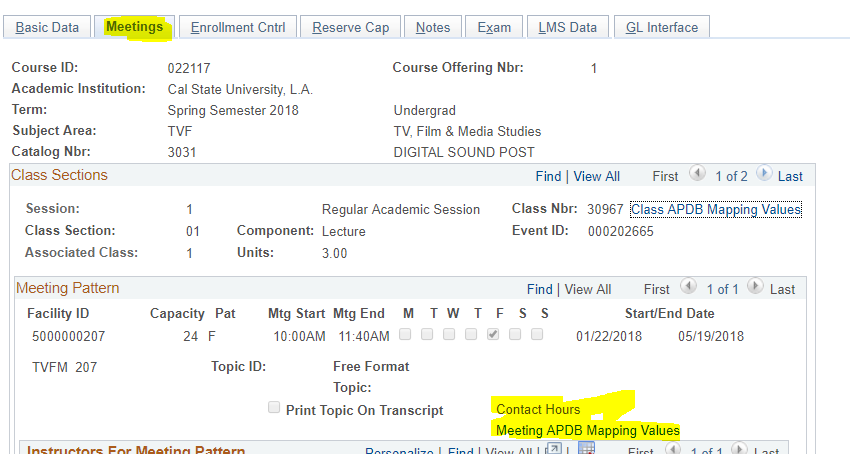 Basic Data Meetings Enrollment Cntrl Reserve Cap Notes Exam LMS Data GL Interface
Course ID: 022117 Course Offering Nbr: 1
Academic Institution: Cal State University, L.A.
Term: Spring Semester 2018 Undergrad
Subject Area: TVF TV, Film & Media Studies
Catalog Nbr: 3031 DIGITAL SOUND POST
Class Sections Find | View All First 1 of 2 Last
Session: 1 Regular Academic Session Class Nbr: 30967 Class APDB Mapping Values
Class Section: 01 Component: Lecture Event ID: 000202665
Associated Class: 1 Units: 3.00
Meeting Pattern Find | View All First 1 of 1 Last
Facility ID Capacity Pat Mtg Start Mtg End M T W T F S S Start/End Date
5000000207 24 F 10:00AM 11:40AM 01/22/2018 05/19/2018
TVFM 207 Topic ID: Free Format
Topic:
Print Topic On Transcript Contact Hours
Meeting APDB Mapping Values
Instructors For Meeting Pattern Personalize | Find | View All | First 1 of 1 Last